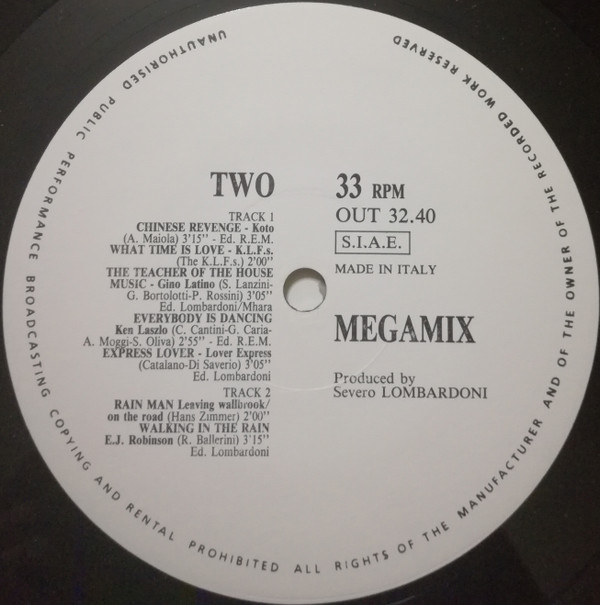 TWO
TRACK 1
CHINESE REVENGE - Koto
(A. Maiola) 3'15" - Ed. R.E.M.
WHAT TIME IS LOVE - K.L.F.s.
(The K.L.F.s.) 2'00"
THE TEACHER OF THE HOUSE
MUSIC - Gino Latino (S. Lanzini-
G. Bortolotti-P. Rossini) 3'05"
Ed. Lombardoni/Mhara
EVERYBODY IS DANCING
Ken Laszlo (C. Cantini-G. Caria-
A. Moggi-S. Oliva) 2'55" - Ed. R.E.M.
EXPRESS LOVER - Lover Express
(Catalano-Di Saverio) 3'05"
Ed. Lombardoni
TRACK 2
RAIN MAN Leaving wallbrook/
on the road (Hans Zimmer) 2'00"
WALKING IN THE RAIN
E.J. Robinson (R. Ballerini) 3'15"
Ed. Lombardoni
33 RPM
OUT 32.40
S.I.A.E.
MADE IN ITALY
MEGAMIX
Produced by
Severo LOMBARDONI
UNAUTHORISED PUBLIC PERFORMANCE BROADCASTING COPYING AND RENTAL PROHIBITED ALL RIGHTS OF THE MANUFACTURER AND OF THE OWNER OF THE RECORDED WORK RESERVED